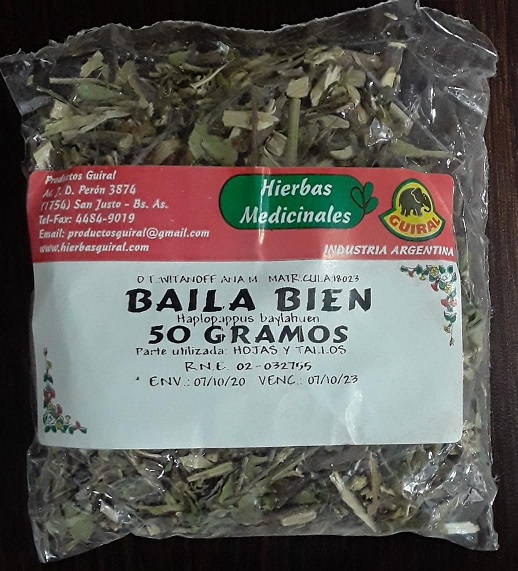 Productos Guiral
Av. J. D. Perón 3874
(1754) San Justo - Bs. As.
Tel-Fax: 4484-9019
Email: productosguiral@gmail.com
www.hierbasguiral.com
Hierbas
Medicinales
GUIRAL
INDUSTRIA ARGENTINA
D.T.:WITANOFF ANA M. MATRICULA:18023
BAILA BIEN
Haplopappus baylahuen
50 GRAMOS
Parte utilizada: HOJAS Y TALLOS
R.N.E. 02-032755
* ENV.: 07/10/20 VENC.: 07/10/23